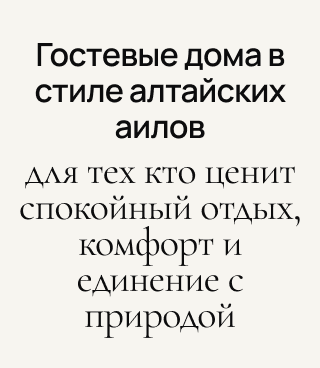 Гостевые дома в
стиле алтайских
аилов
для тех кто ценит
спокойный отдых,
комфорт и
единение с
природой